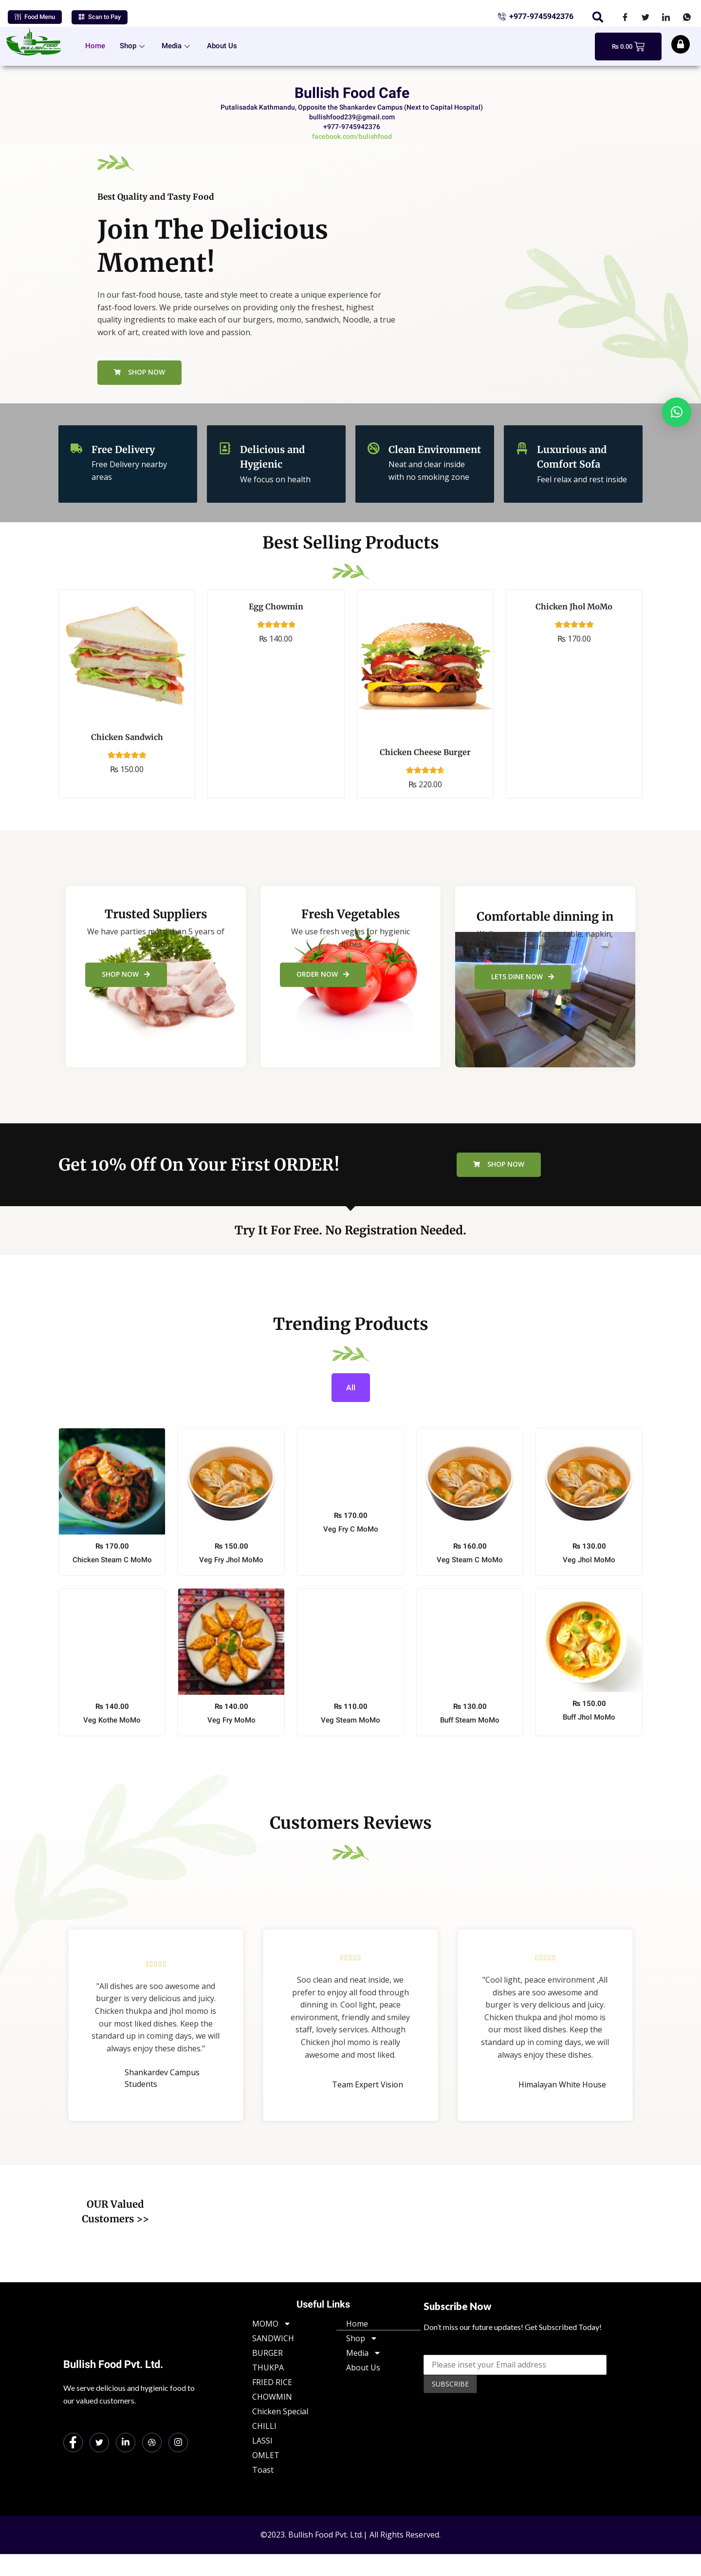 Food Menu
Scan to Pay
+977-9745942376
Home
Shop
Media
About Us
₨ 0.00
Bullish Food Cafe
Putalisadak Kathmandu, Opposite the Shankardev Campus (Next to Capital Hospital)
bullishfood239@gmail.com
+977-9745942376
facebook.com/bulishfood
Best Quality and Tasty Food
Join The Delicious
Moment!
In our fast-food house, taste and style meet to create a unique experience for
fast-food lovers. We pride ourselves on providing only the freshest, highest
quality ingredients to make each of our burgers, mo:mo, sandwich, Noodle, a true
work of art, created with love and passion.
SHOP NOW
Free Delivery
Free Delivery nearby
areas
Delicious and
Hygienic
We focus on health
Clean Environment
Neat and clear inside
with no smoking zone
Luxurious and
Comfort Sofa
Feel relax and rest inside
Best Selling Products
Chicken Sandwich
₨ 150.00
Egg Chowmin
₨ 140.00
Chicken Cheese Burger
₨ 220.00
Chicken Jhol MoMo
₨ 170.00
Trusted Suppliers
We have parties more than 5 years of
SHOP NOW
Fresh Vegetables
We use fresh vegies for hygienic
dishes
ORDER NOW
Comfortable dinning in
table, napkin,
LETS DINE NOW
Get 10% Off On Your First ORDER!
SHOP NOW
Try It For Free. No Registration Needed.
Trending Products
All
₨ 170.00
Chicken Steam C MoMo
₨ 150.00
Veg Fry Jhol MoMo
₨ 170.00
Veg Fry C MoMo
₨ 160.00
Veg Steam C MoMo
₨ 130.00
Veg Jhol MoMo
₨ 140.00
Veg Kothe MoMo
₨ 140.00
Veg Fry MoMo
₨ 110.00
Veg Steam MoMo
₨ 130.00
Buff Steam MoMo
₨ 150.00
Buff Jhol MoMo
Customers Reviews
"All dishes are soo awesome and
burger is very delicious and juicy.
Chicken thukpa and jhol momo is
our most liked dishes. Keep the
standard up in coming days, we will
always enjoy these dishes."
Shankardev Campus
Students
Soo clean and neat inside, we
prefer to enjoy all food through
dinning in. Cool light, peace
environment, friendly and smiley
staff, lovely services. Although
Chicken jhol momo is really
awesome and most liked.
Team Expert Vision
"Cool light, peace environment ,All
dishes are soo awesome and
burger is very delicious and juicy.
Chicken thukpa and jhol momo is
our most liked dishes. Keep the
standard up in coming days, we will
always enjoy these dishes.
Himalayan White House
OUR Valued
Customers >>
Bullish Food Pvt. Ltd.
We serve delicious and hygienic food to
our valued customers.
Useful Links
MOMO
SANDWICH
BURGER
THUKPA
FRIED RICE
CHOWMIN
Chicken Special
CHILLI
LASSI
OMLET
Toast
Home
Shop
Media
About Us
Subscribe Now
Don't miss our future updates! Get Subscribed Today!
Please inset your Email address
SUBSCRIBE
©2023. Bullish Food Pvt. Ltd.| All Rights Reserved.